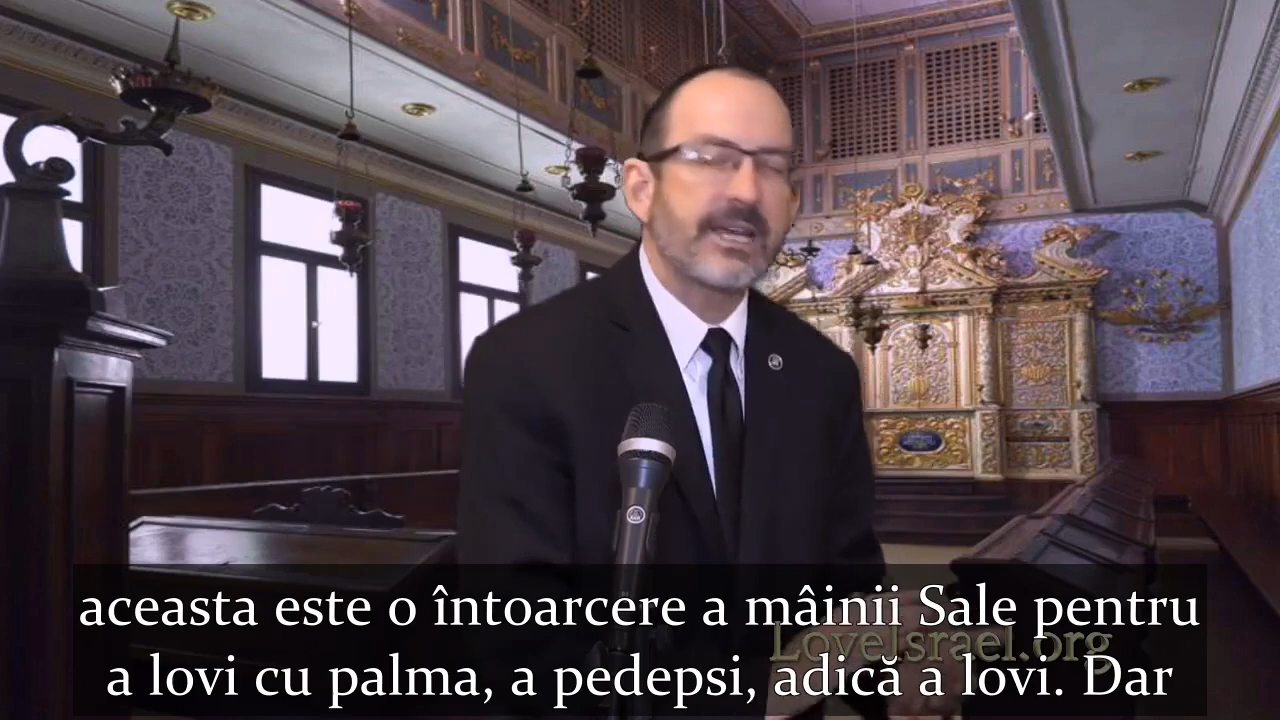 aceasta este o întoarcere a mâinii Sale pentru
LoveIsrael.org
a lovi cu palma, a pedepsi, adică a lovi. Dar